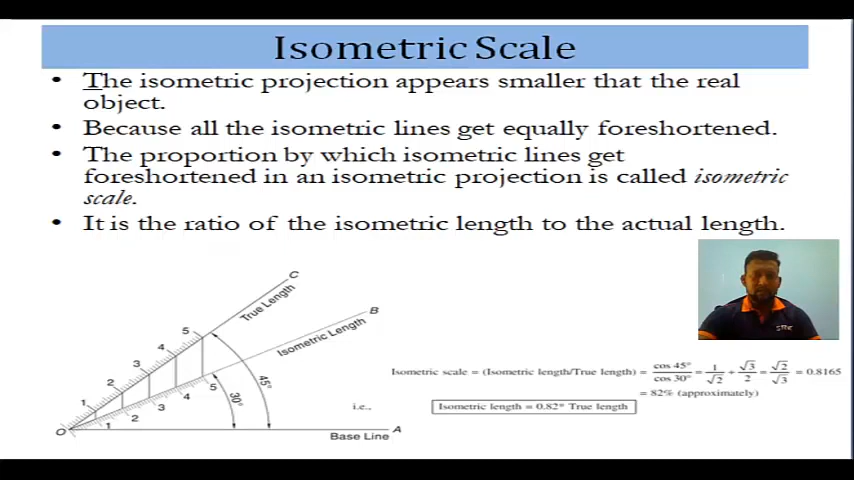 Isometric Scale
• The isometric projection appears smaller that the real
object.
• Because all the isometric lines get equally foreshortened.
• The proportion by which isometric lines get
foreshortened in an isometric projection is called isometric
scale.
• It is the ratio of the isometric length to the actual length.
C
True Length
B
Isometric Length
5
4
3
2
1
5
4
3
2
1
45°
30°
O
Base Line
A
i.e.,
Isometric scale = (Isometric length/True length) = cos 45° / cos 30° = 1/√2 ÷ √3/2 = √2/√3 = 0.8165
= 82% (approximately)
Isometric length = 0.82* True length